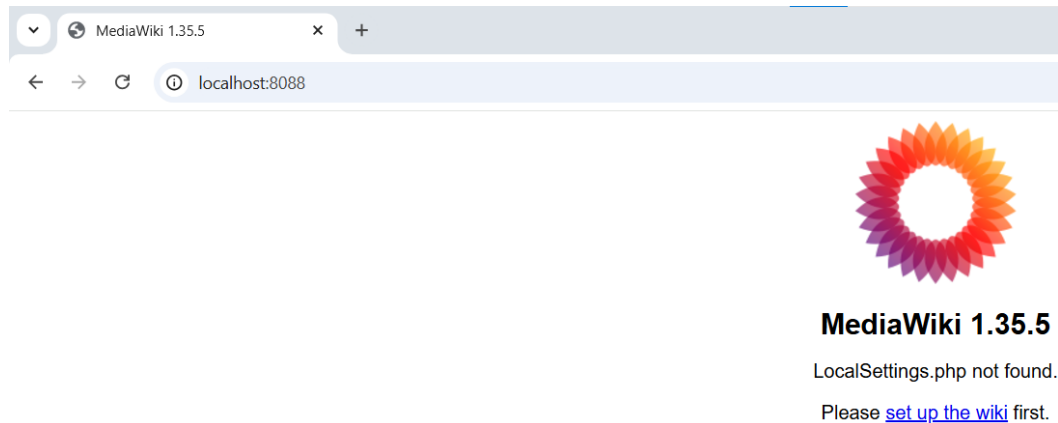 MediaWiki 1.35.5
localhost:8088
MediaWiki 1.35.5
LocalSettings.php not found.
Please set up the wiki first.